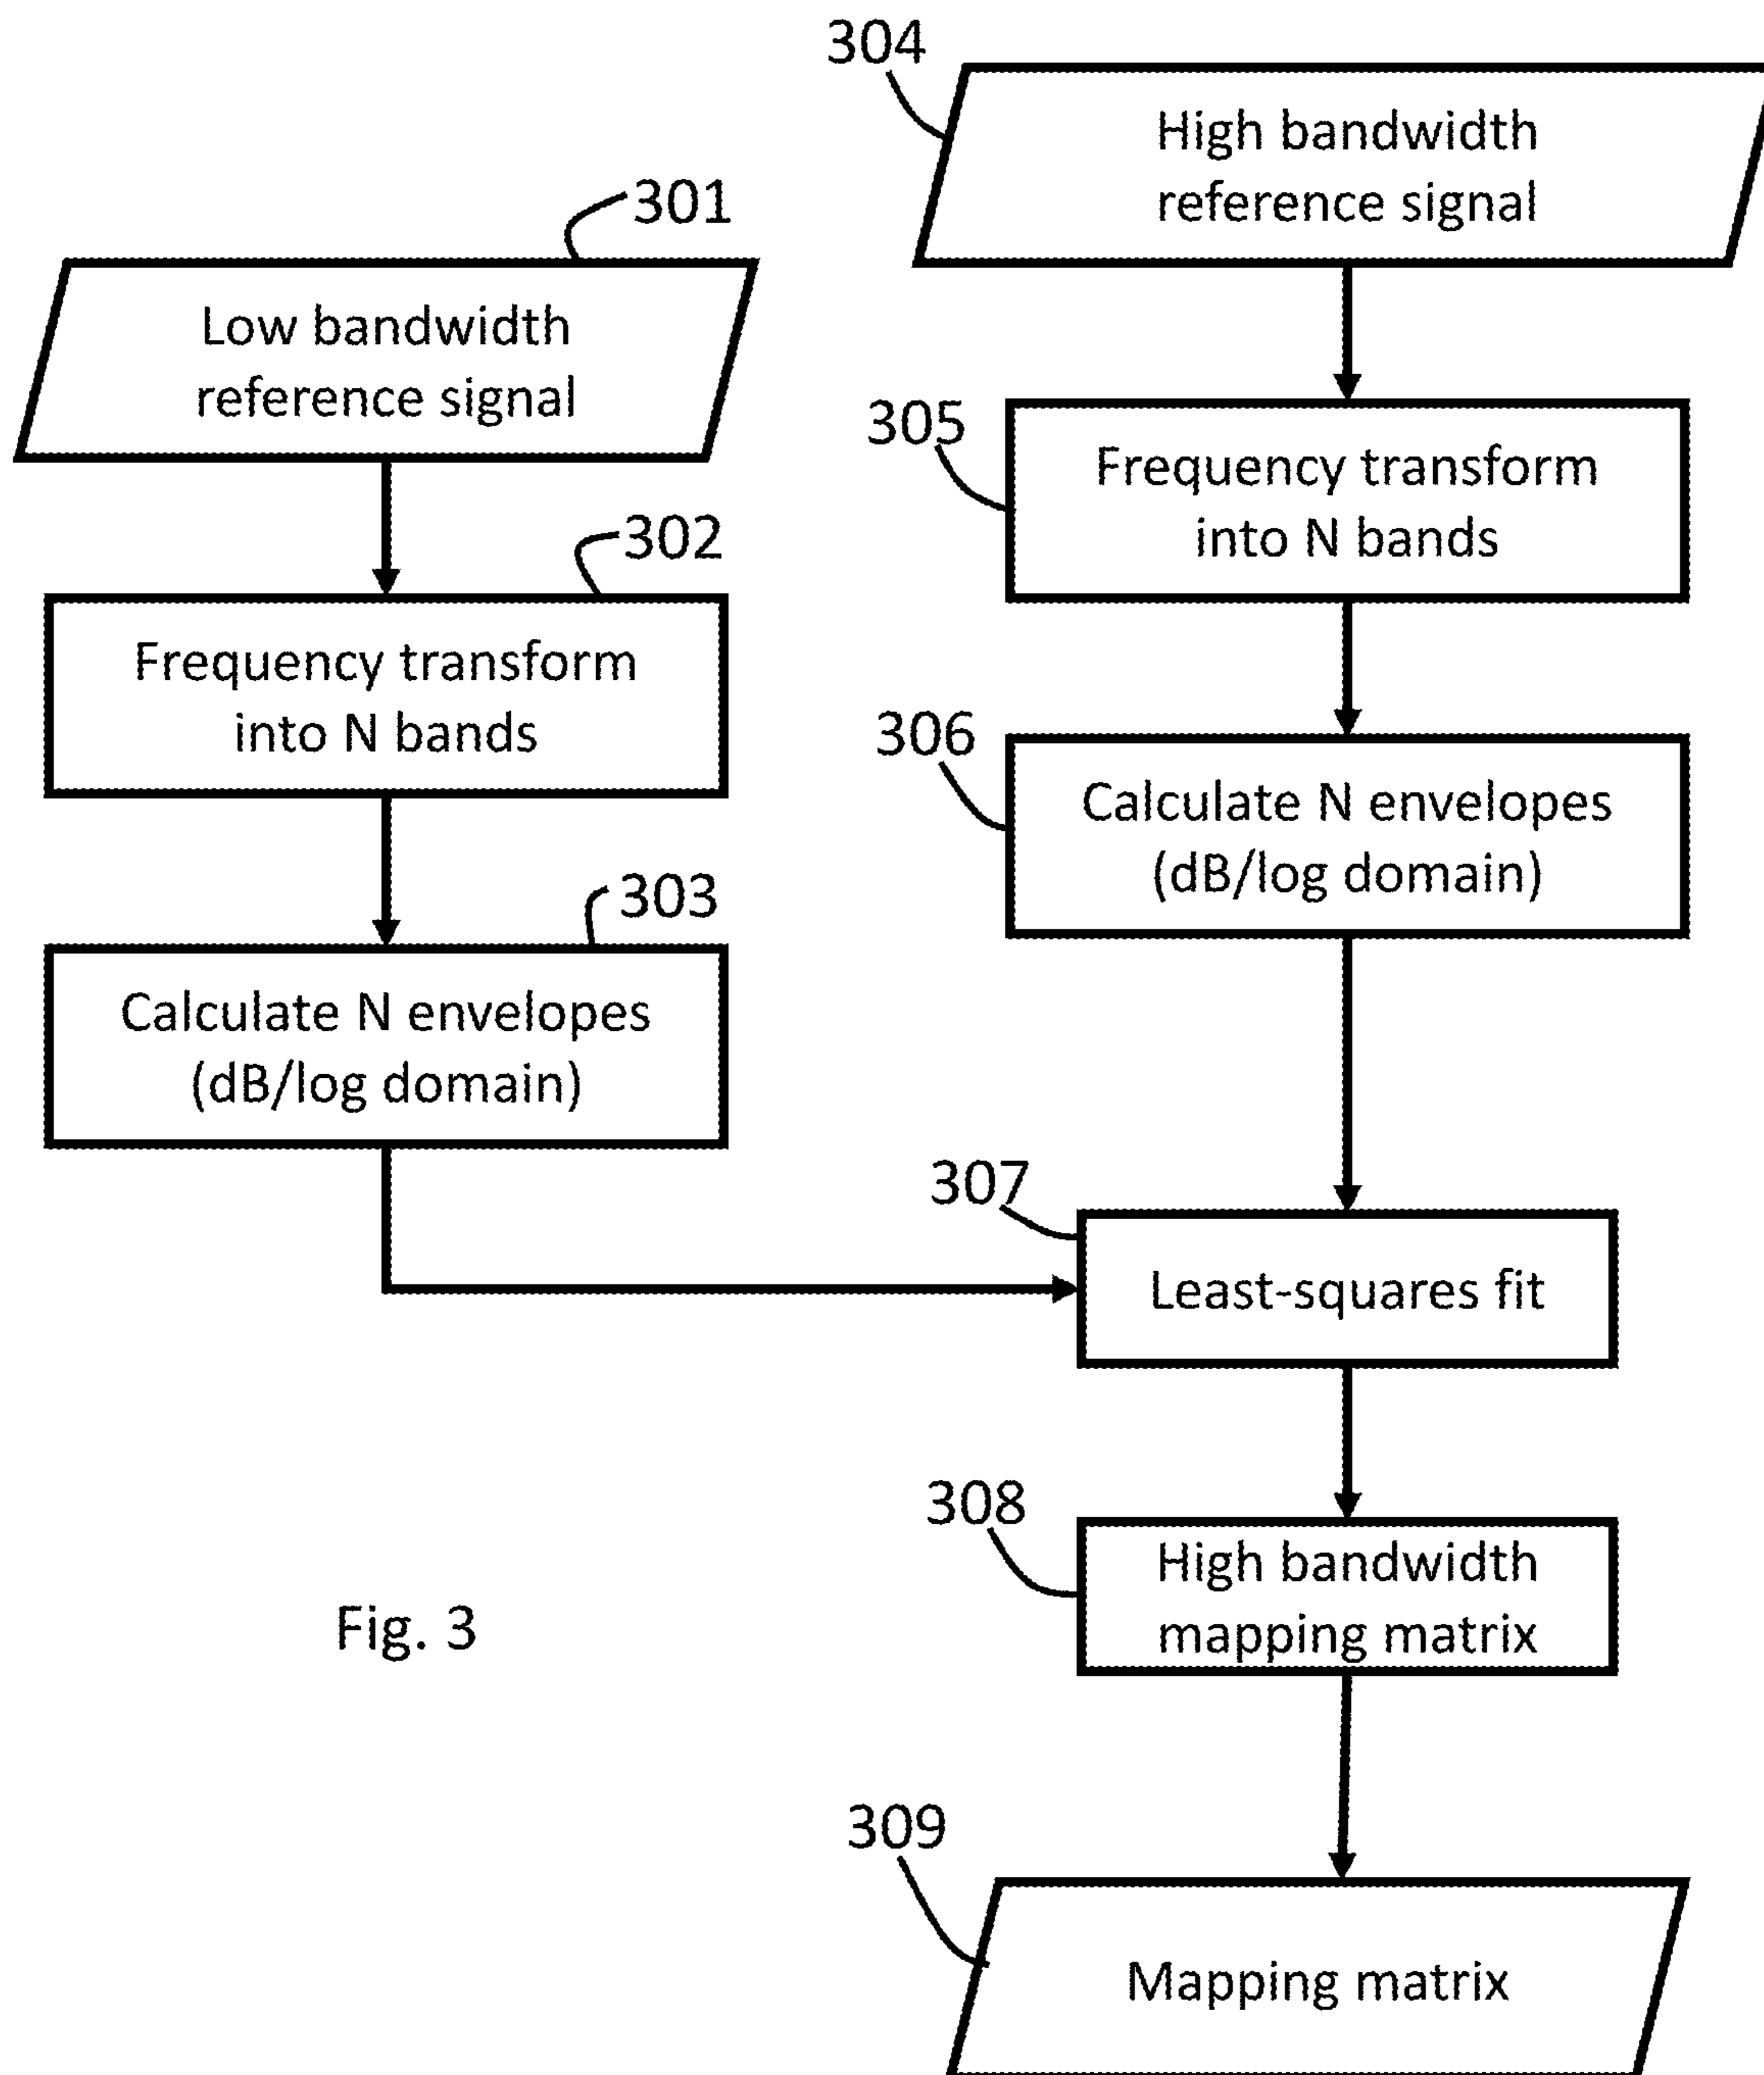 304
High bandwidth
reference signal
301
Low bandwidth
reference signal
305
Frequency transform
into N bands
302
Frequency transform
into N bands
306
Calculate N envelopes
(dB/log domain)
303
Calculate N envelopes
(dB/log domain)
307
Least-squares fit
308
High bandwidth
mapping matrix
Fig. 3
309
Mapping matrix